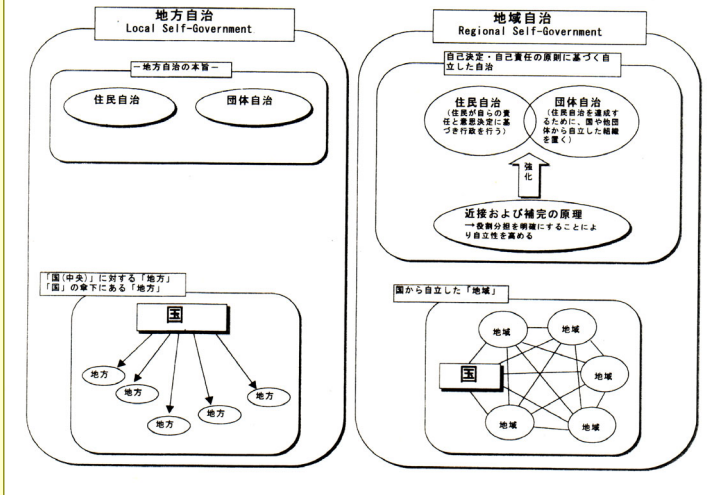 地方自治
Local Self-Government
－地方自治の本旨－
住民自治
団体自治
「国(中央)」に対する「地方」
「国」の傘下にある「地方」
国
地方
地方
地方
地方
地方
地域自治
Regional Self-Government
自己決定・自己責任の原則に基づく自
立した自治
住民自治
(住民が自らの責
任と意思決定に基
づき行政を行う)
団体自治
(住民自治を達成す
るために、国や他団
体から自立した組織
を置く)
強
化
近接および補完の原理
→役割分担を明確にすることによ
り自立性を高める
国から自立した「地域」
地域
地域
国
地域
地域
地域